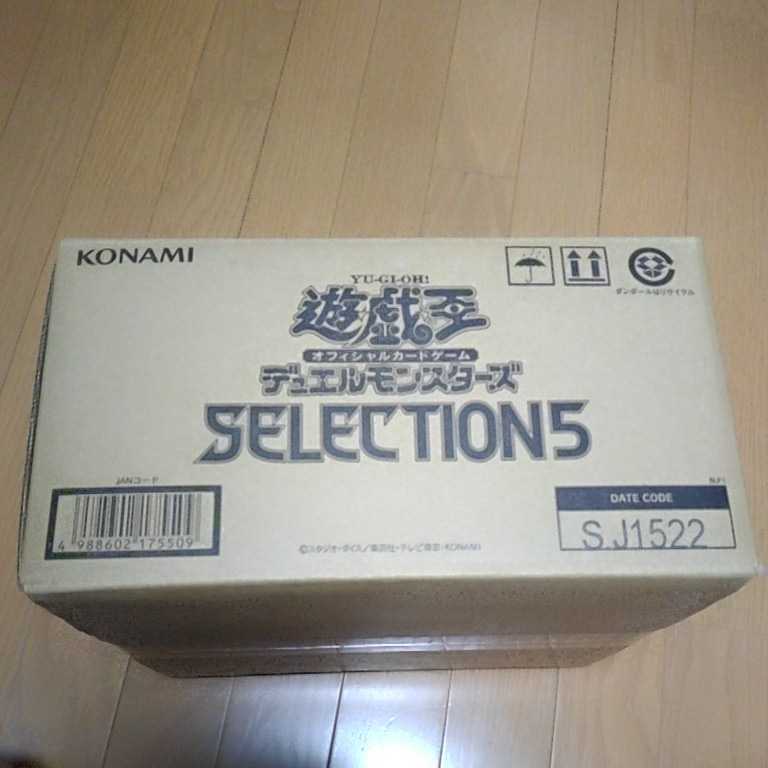 KONAMI
ダンボールはリサイクル
YU-GI-OH!
遊戯王
オフィシャルカードゲーム
デュエルモンスターズ
SELECTION5
JANコード
4 988602 175509
DATE CODE
S.J1522
©スタジオ・ダイス/集英社・テレビ東京・KONAMI